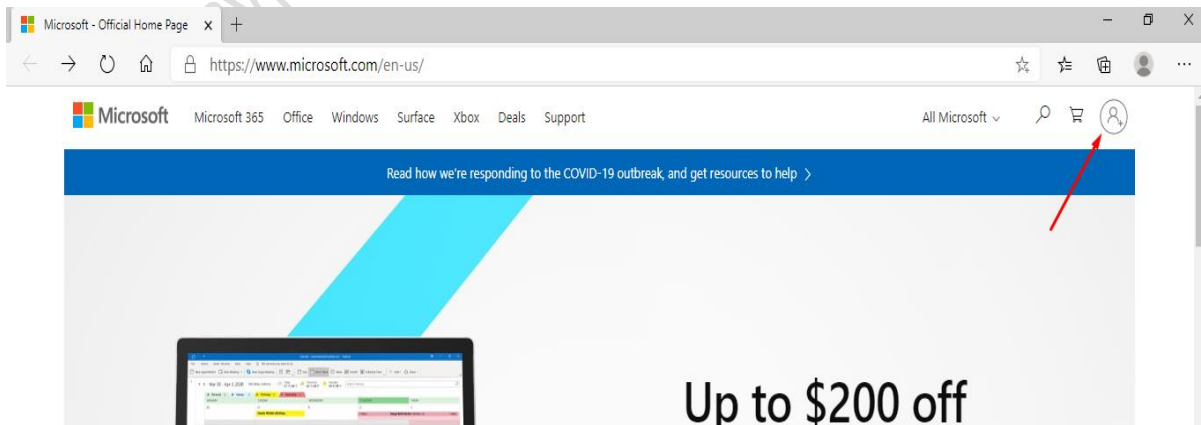 Microsoft - Official Home Page
https://www.microsoft.com/en-us/
Microsoft Microsoft 365 Office Windows Surface Xbox Deals Support All Microsoft
Read how we're responding to the COVID-19 outbreak, and get resources to help
Up to $200 off